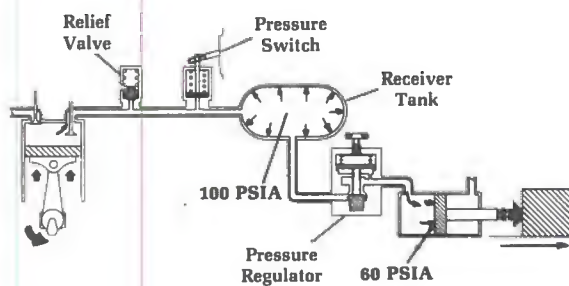 Relief
Valve
Pressure
Switch
Receiver
Tank
100 PSIA
Pressure
Regulator
60 PSIA